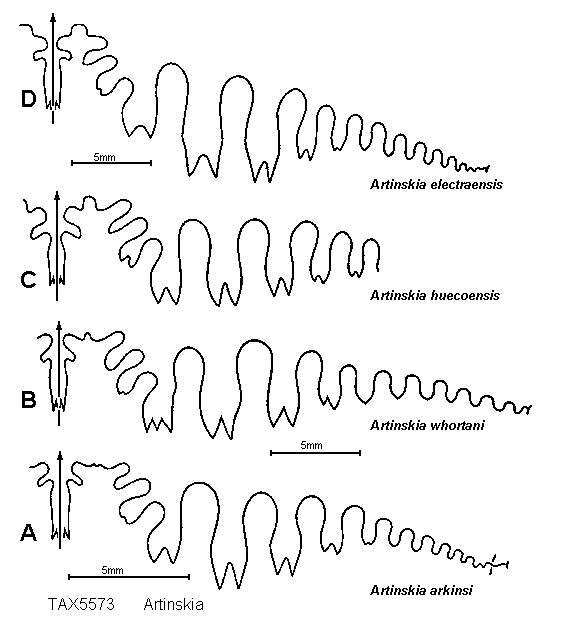 D
5mm
Artinskia electraensis
C
Artinskia huecoensis
B
Artinskia whortani
5mm
A
5mm
Artinskia arkinsi
TAX5573 Artinskia